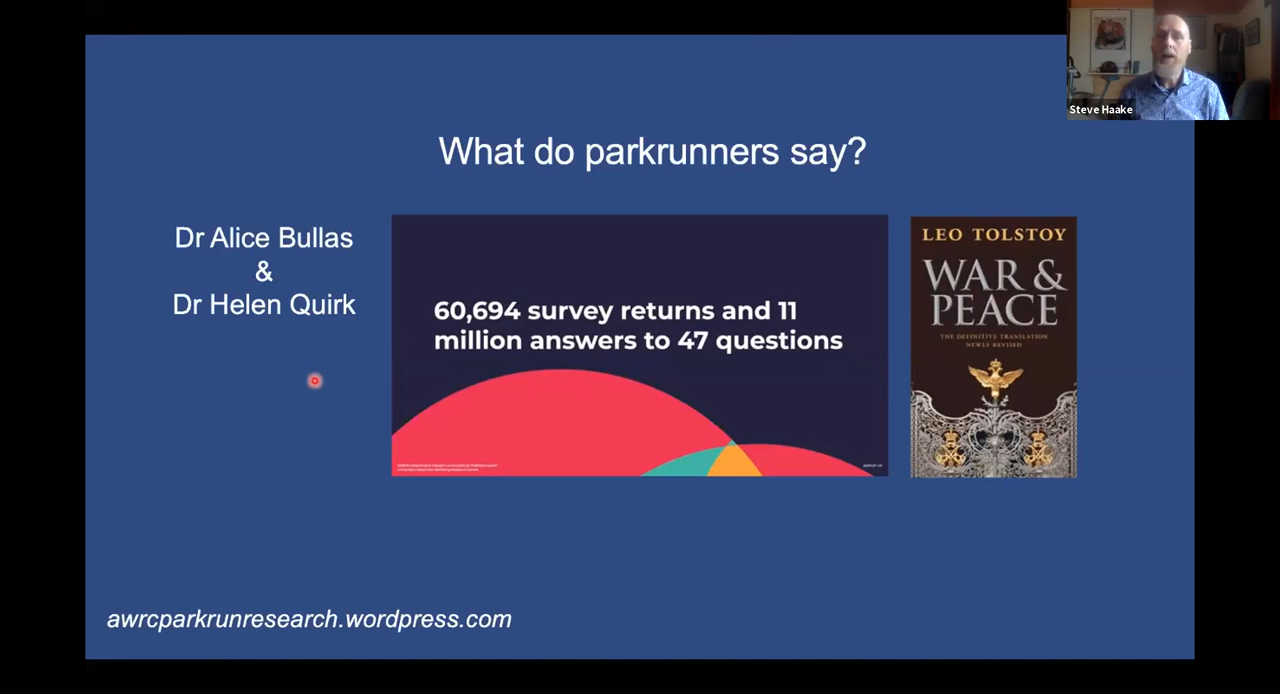 Steve Haake
What do parkrunners say?
Dr Alice Bullas
&
Dr Helen Quirk
60,694 survey returns and 11
million answers to 47 questions
LEO TOLSTOY
WAR &
PEACE
THE DEFINITIVE TRANSLATION
NEWLY REVISED
awrcparkrunresearch.wordpress.com